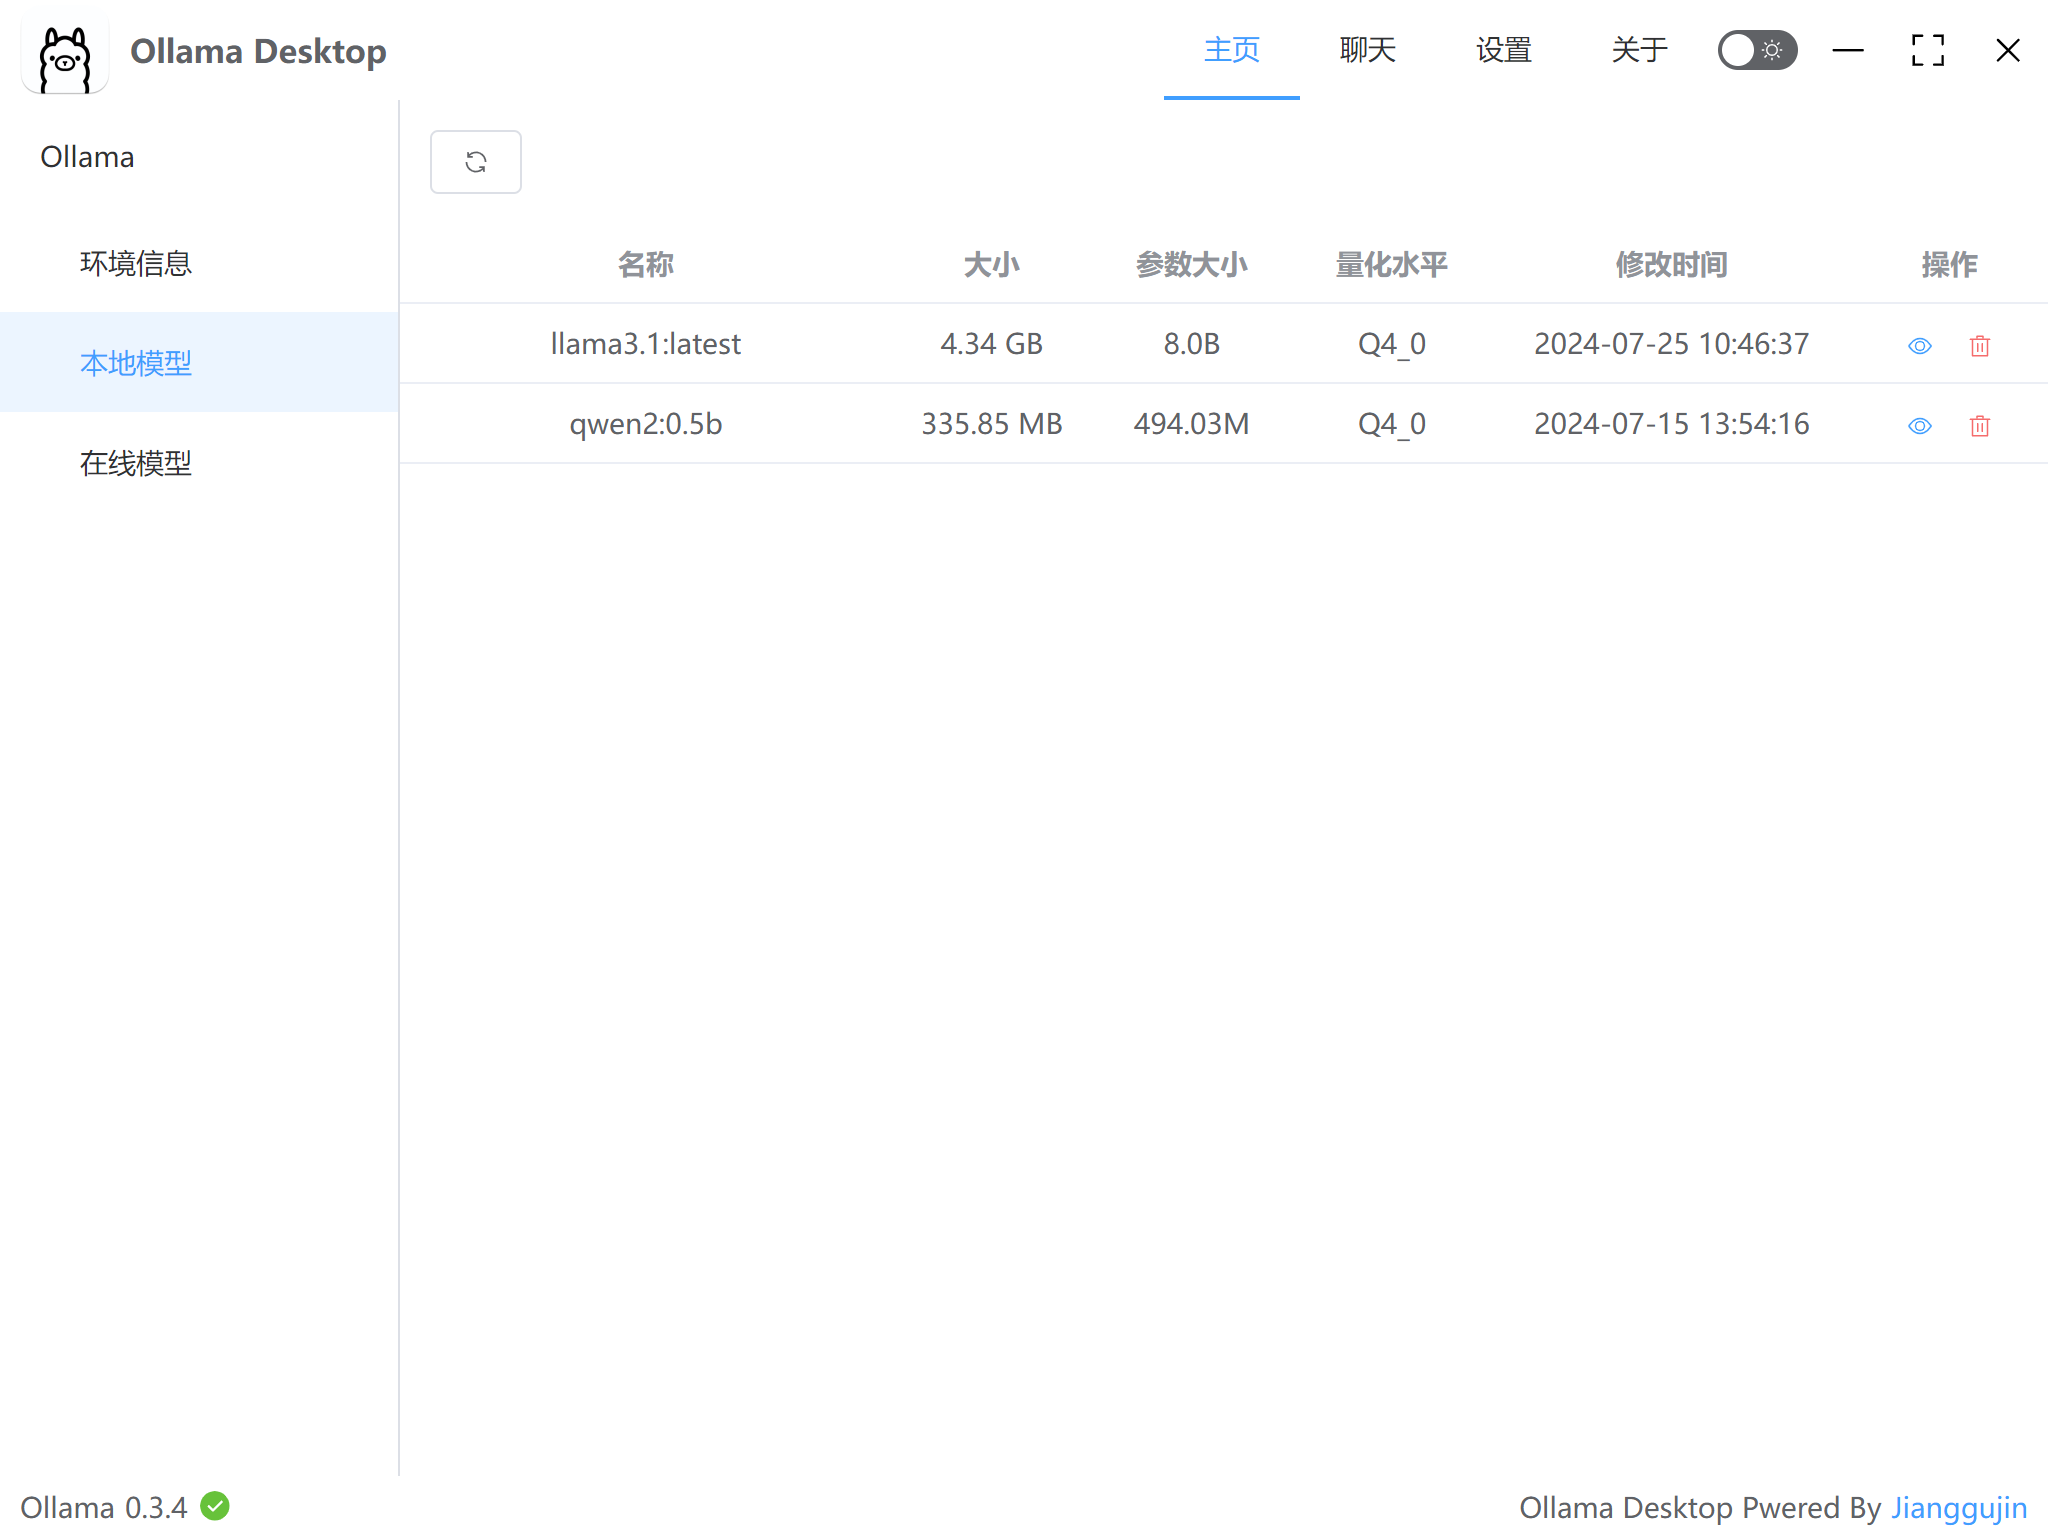 Ollama Desktop
主页 聊天 设置 关于
Ollama
环境信息
本地模型
在线模型
名称 大小 参数大小 量化水平 修改时间 操作
llama3.1:latest 4.34 GB 8.0B Q4_0 2024-07-25 10:46:37
qwen2:0.5b 335.85 MB 494.03M Q4_0 2024-07-15 13:54:16
Ollama 0.3.4
Ollama Desktop Pwered By Jianggujin